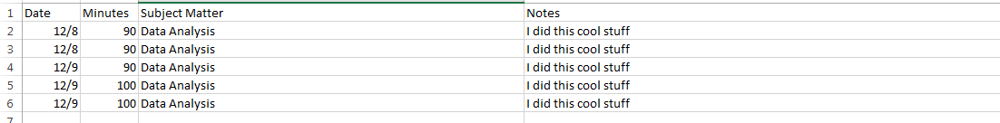 1 Date Minutes Subject Matter Notes
2 12/8 90 Data Analysis I did this cool stuff
3 12/8 90 Data Analysis I did this cool stuff
4 12/9 90 Data Analysis I did this cool stuff
5 12/9 100 Data Analysis I did this cool stuff
6 12/9 100 Data Analysis I did this cool stuff
7